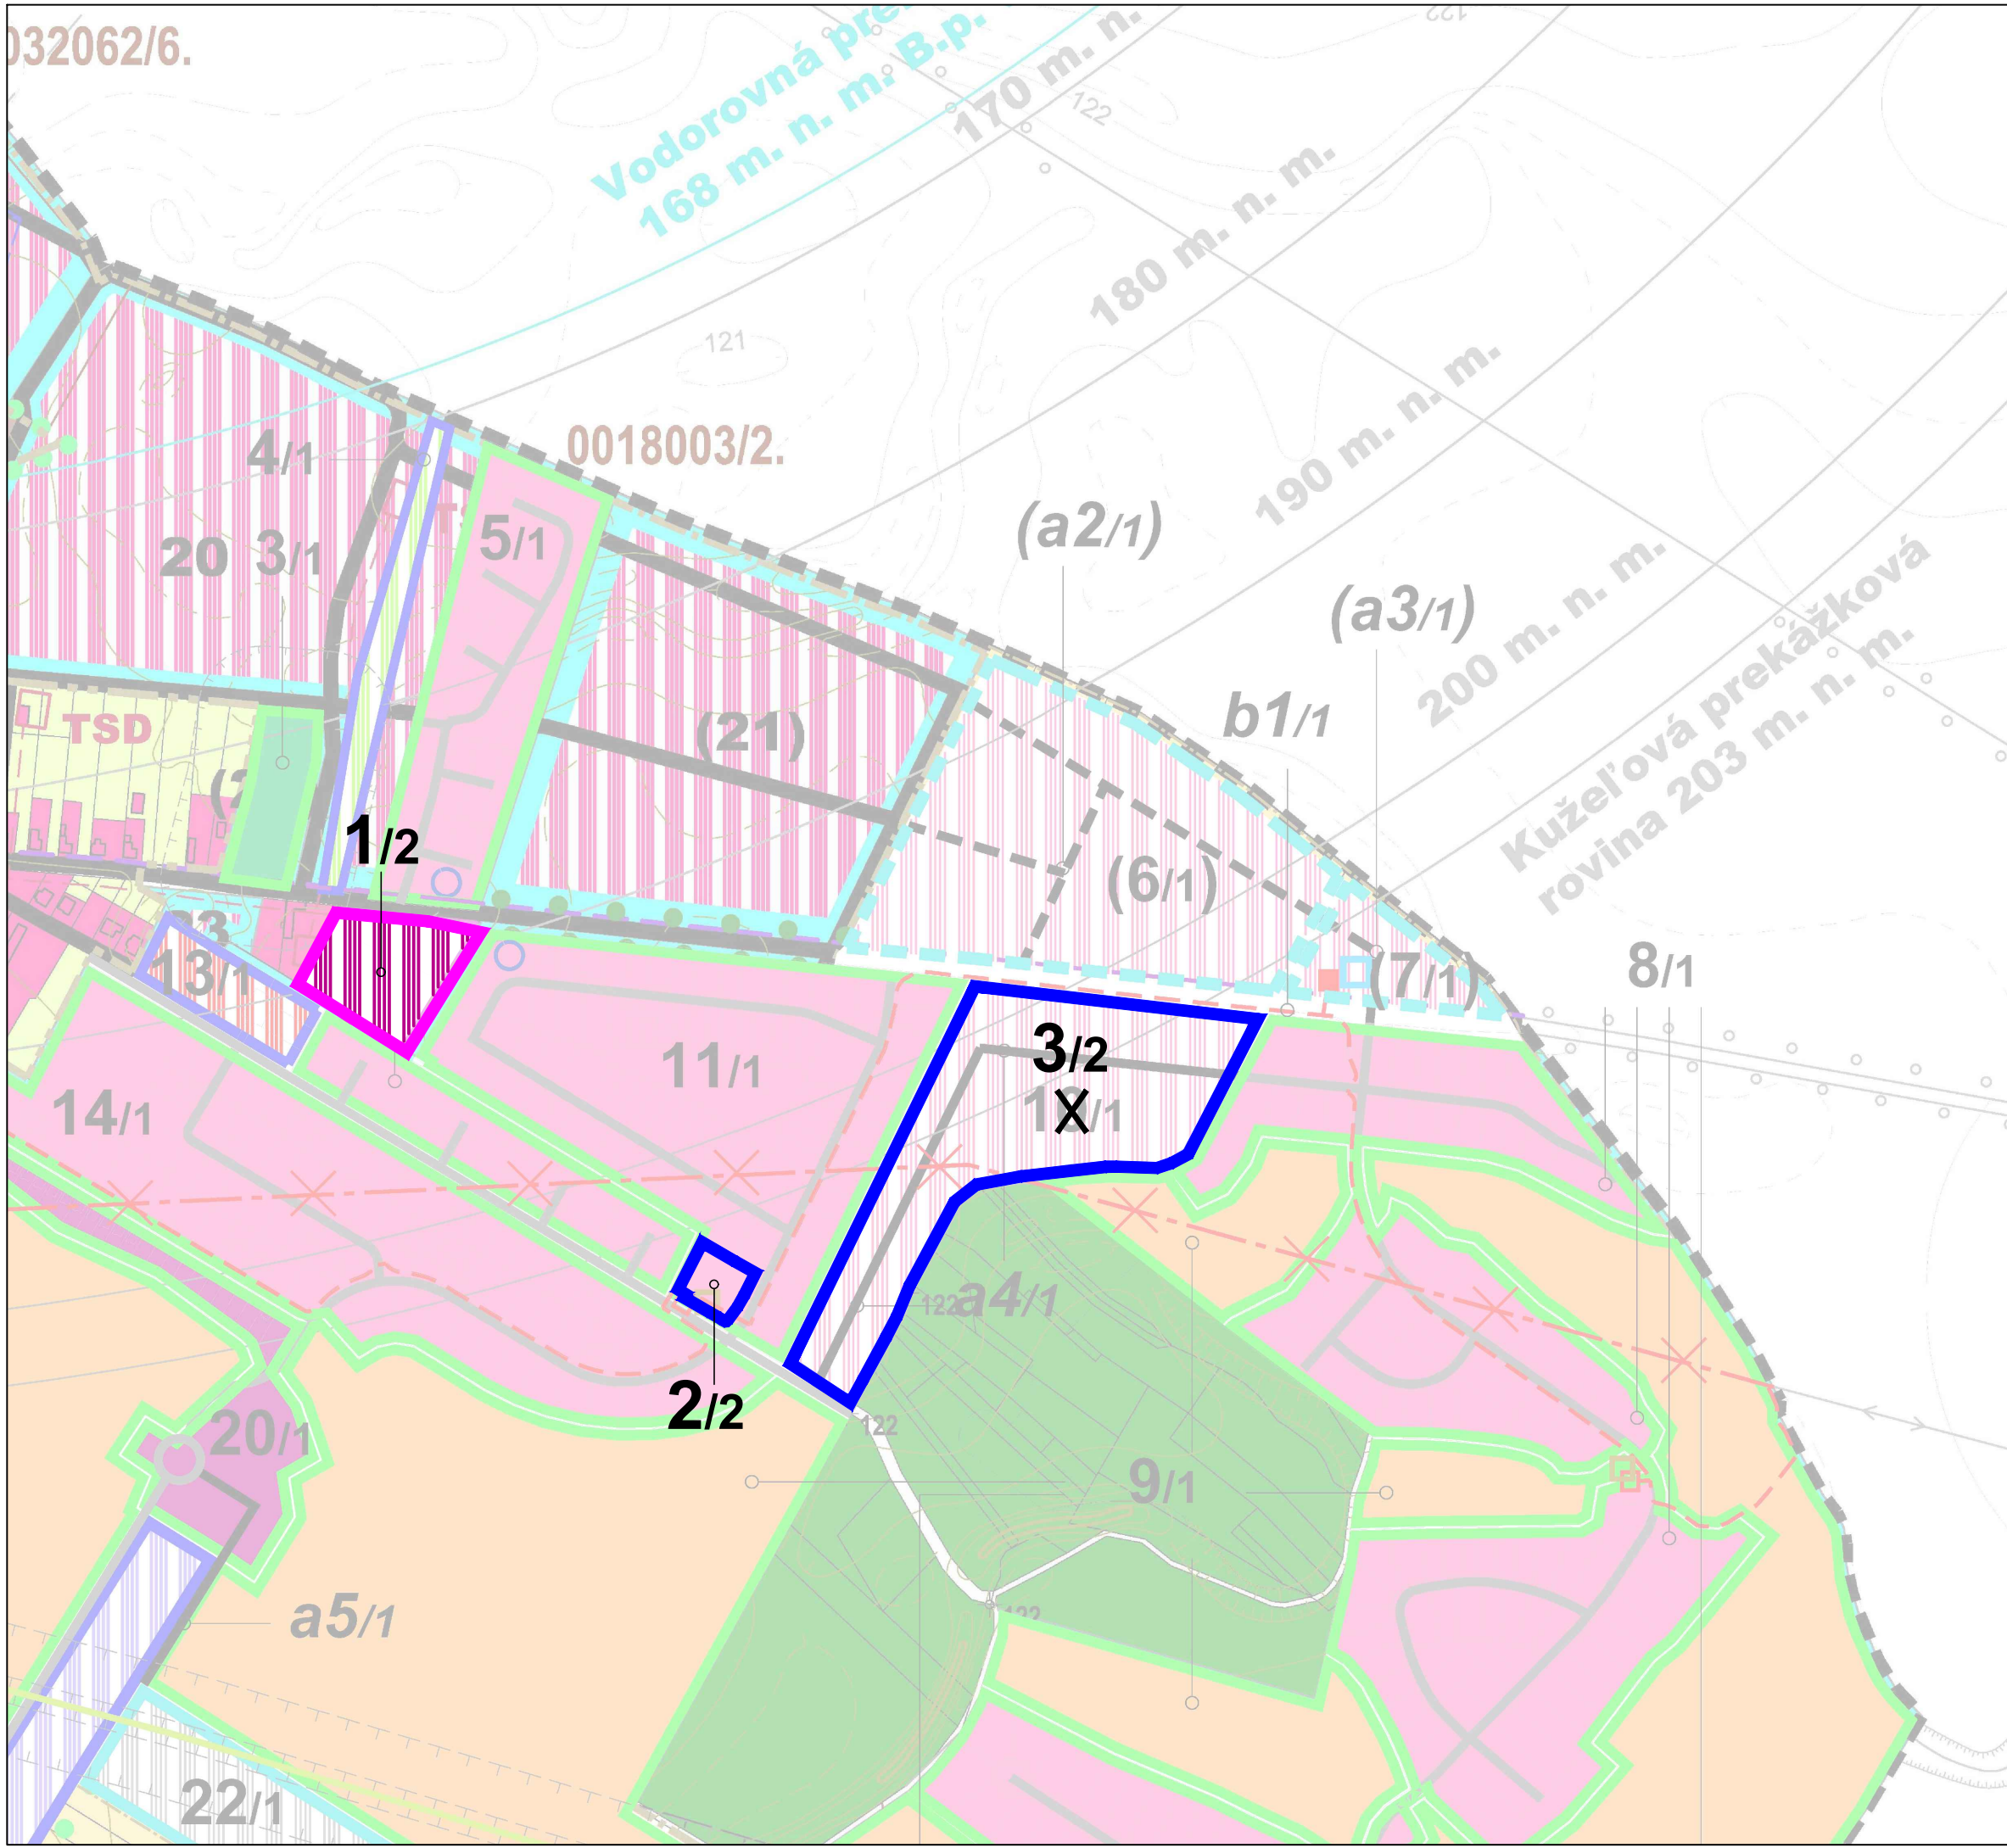 032062/6.
Vodorovná pre
168 m. n. m. B.p.
170 m. n. m.
122
122
180 m. n. m.
121
4/1
0018003/2.
190 m. n. m.
20
3/1
5/1
(a2/1)
(a3/1)
200 m. n. m.
Kužeľová prekážková
rovina 203 m. n. m.
TSD
(21)
b1/1
1/2
(6/1)
(7/1)
8/1
13/1
3/2
X
11/1
14/1
a4/1
122
2/2
122
20/1
9/1
a5/1
122
22/1